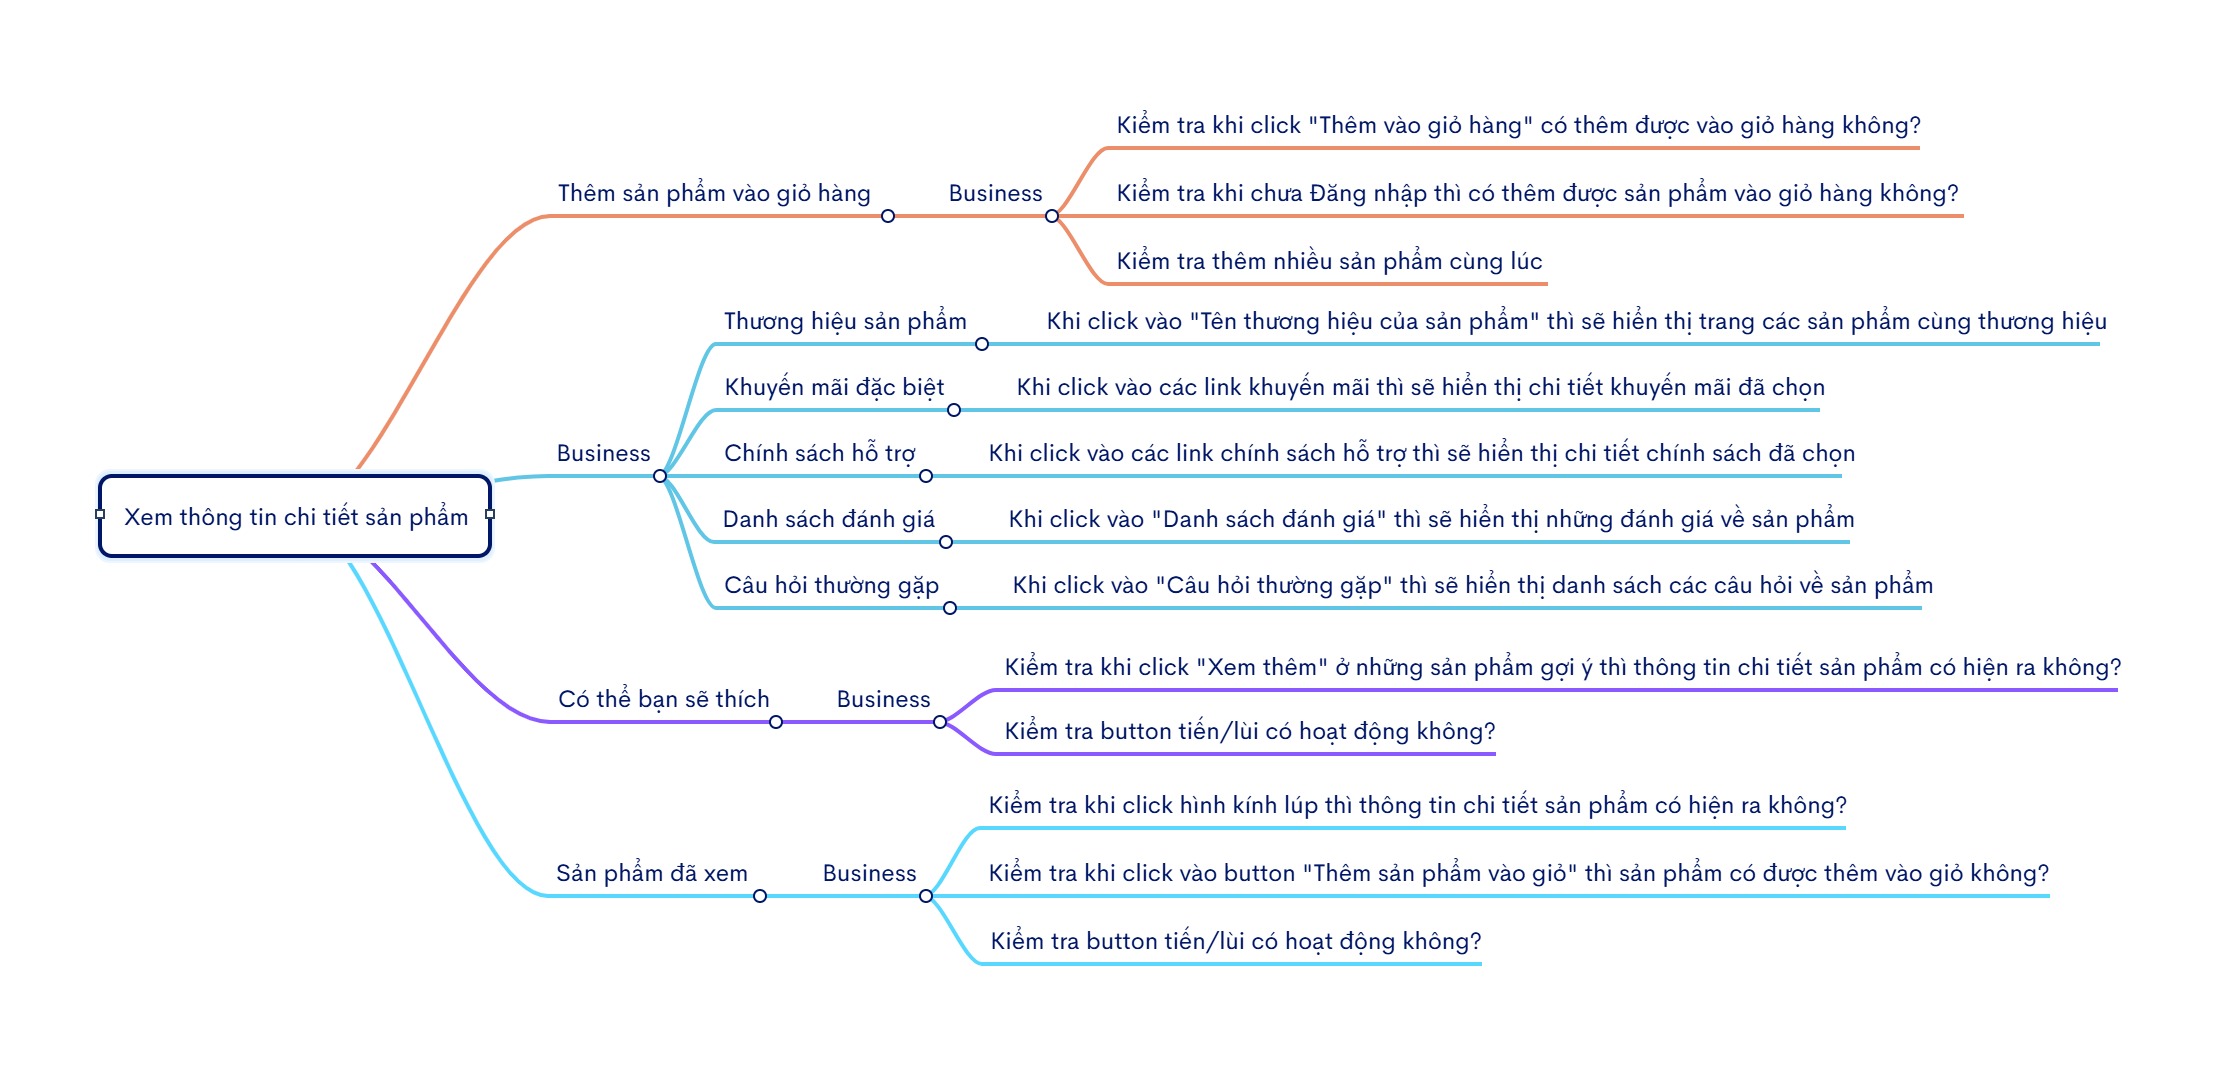 Xem thông tin chi tiết sản phẩm
Thêm sản phẩm vào giỏ hàng
Business
Kiểm tra khi click "Thêm vào giỏ hàng" có thêm được vào giỏ hàng không?
Kiểm tra khi chưa Đăng nhập thì có thêm được sản phẩm vào giỏ hàng không?
Kiểm tra thêm nhiều sản phẩm cùng lúc
Business
Thương hiệu sản phẩm
Khi click vào "Tên thương hiệu của sản phẩm" thì sẽ hiển thị trang các sản phẩm cùng thương hiệu
Khuyến mãi đặc biệt
Khi click vào các link khuyến mãi thì sẽ hiển thị chi tiết khuyến mãi đã chọn
Chính sách hỗ trợ
Khi click vào các link chính sách hỗ trợ thì sẽ hiển thị chi tiết chính sách đã chọn
Danh sách đánh giá
Khi click vào "Danh sách đánh giá" thì sẽ hiển thị những đánh giá về sản phẩm
Câu hỏi thường gặp
Khi click vào "Câu hỏi thường gặp" thì sẽ hiển thị danh sách các câu hỏi về sản phẩm
Có thể bạn sẽ thích
Business
Kiểm tra khi click "Xem thêm" ở những sản phẩm gợi ý thì thông tin chi tiết sản phẩm có hiện ra không?
Kiểm tra button tiến/lùi có hoạt động không?
Sản phẩm đã xem
Business
Kiểm tra khi click hình kính lúp thì thông tin chi tiết sản phẩm có hiện ra không?
Kiểm tra khi click vào button "Thêm sản phẩm vào giỏ" thì sản phẩm có được thêm vào giỏ không?
Kiểm tra button tiến/lùi có hoạt động không?